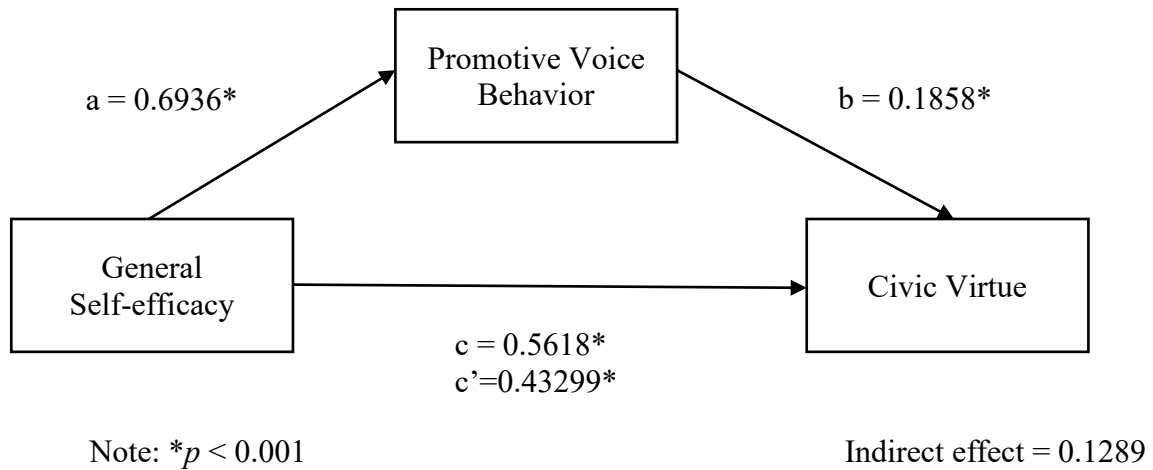 Promotive Voice
Behavior
a = 0.6936*
b = 0.1858*
General
Self-efficacy
Civic Virtue
c = 0.5618*
c’=0.43299*
Note: *p < 0.001
Indirect effect = 0.1289